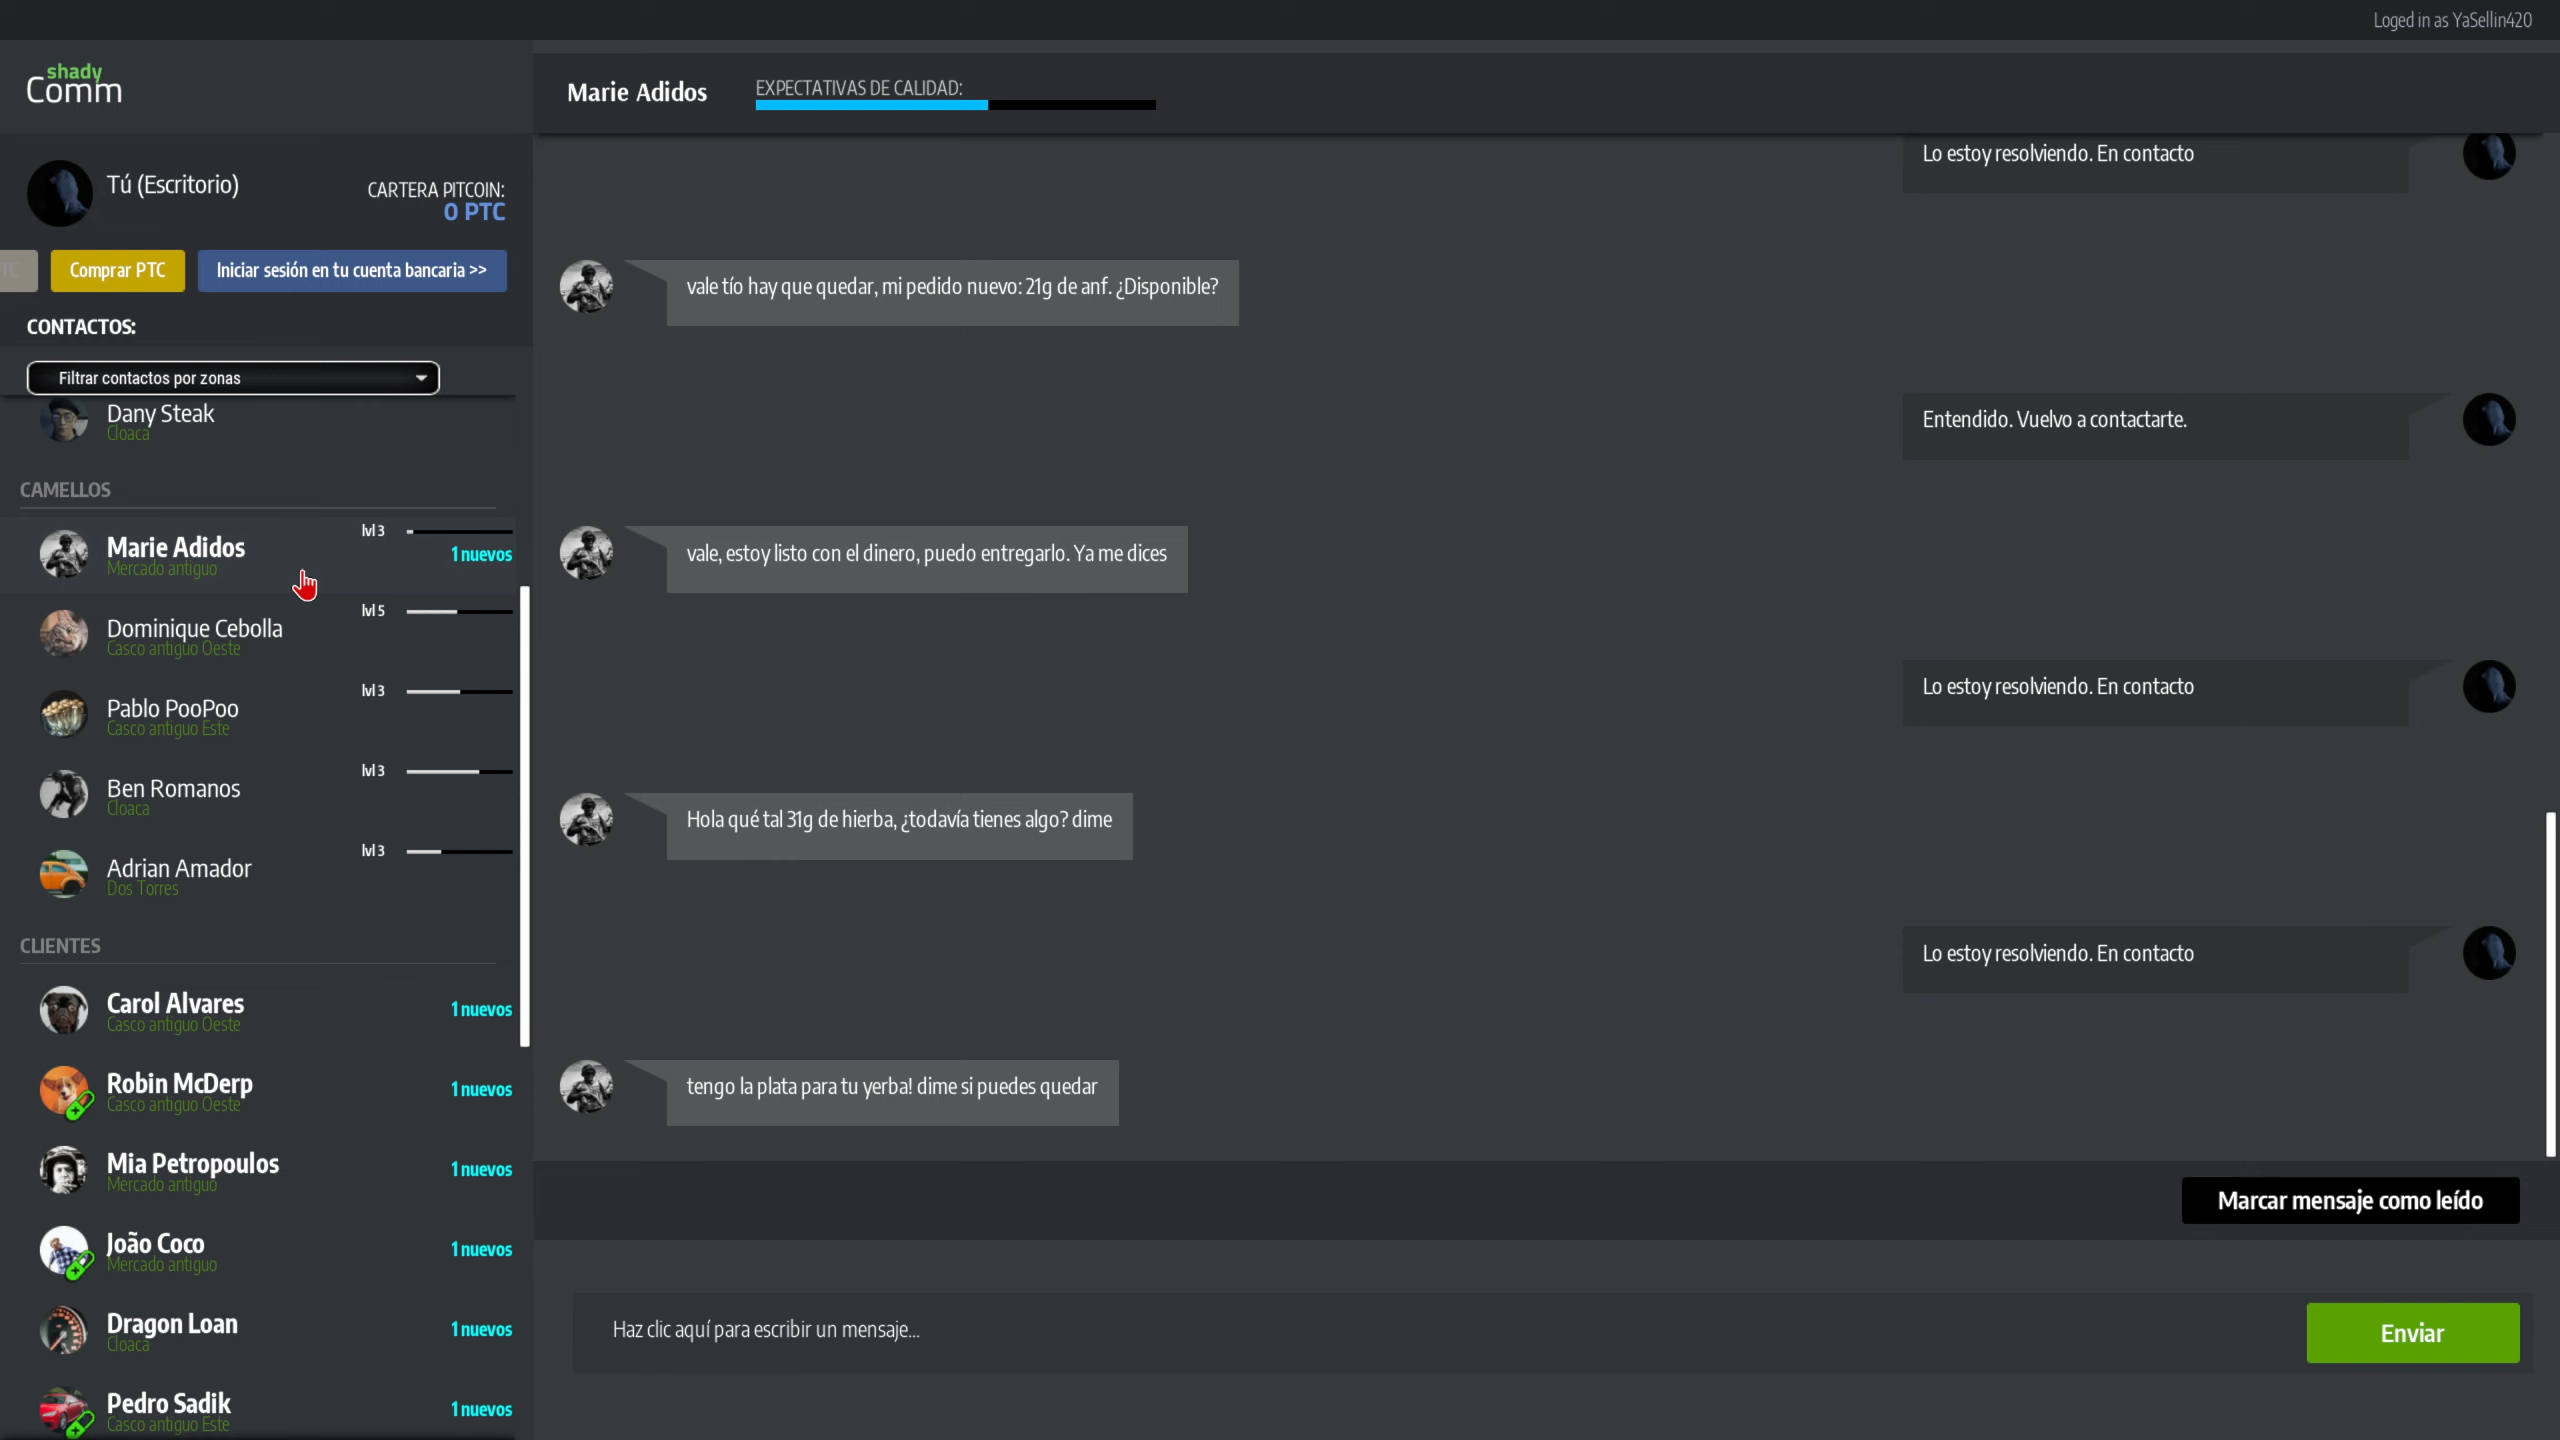 Loged in as YaSellin420
shady
Comm
Marie Adidos
EXPECTATIVAS DE CALIDAD:
Tú (Escritorio)
CARTERA PITCOIN:
0 PTC
TC
Comprar PTC
Iniciar sesión en tu cuenta bancaria >>
CONTACTOS:
Filtrar contactos por zonas
Dany Steak
Cloaca
CAMELLOS
Marie Adidos
Mercado antiguo
lvl 3
1 nuevos
Dominique Cebolla
Casco antiguo Oeste
lvl 5
Pablo PooPoo
Casco antiguo Este
lvl 3
Ben Romanos
Cloaca
lvl 3
Adrian Amador
Dos Torres
lvl 3
CLIENTES
Carol Alvares
Casco antiguo Oeste
1 nuevos
Robin McDerp
Casco antiguo Oeste
1 nuevos
Mia Petropoulos
Mercado antiguo
1 nuevos
João Coco
Mercado antiguo
1 nuevos
Dragon Loan
Cloaca
1 nuevos
Pedro Sadik
Casco antiguo Este
1 nuevos
Lo estoy resolviendo. En contacto
vale tío hay que quedar, mi pedido nuevo: 21g de anf. ¿Disponible?
Entendido. Vuelvo a contactarte.
vale, estoy listo con el dinero, puedo entregarlo. Ya me dices
Lo estoy resolviendo. En contacto
Hola qué tal 31g de hierba, ¿todavía tienes algo? dime
Lo estoy resolviendo. En contacto
tengo la plata para tu yerba! dime si puedes quedar
Marcar mensaje como leído
Haz clic aquí para escribir un mensaje...
Enviar